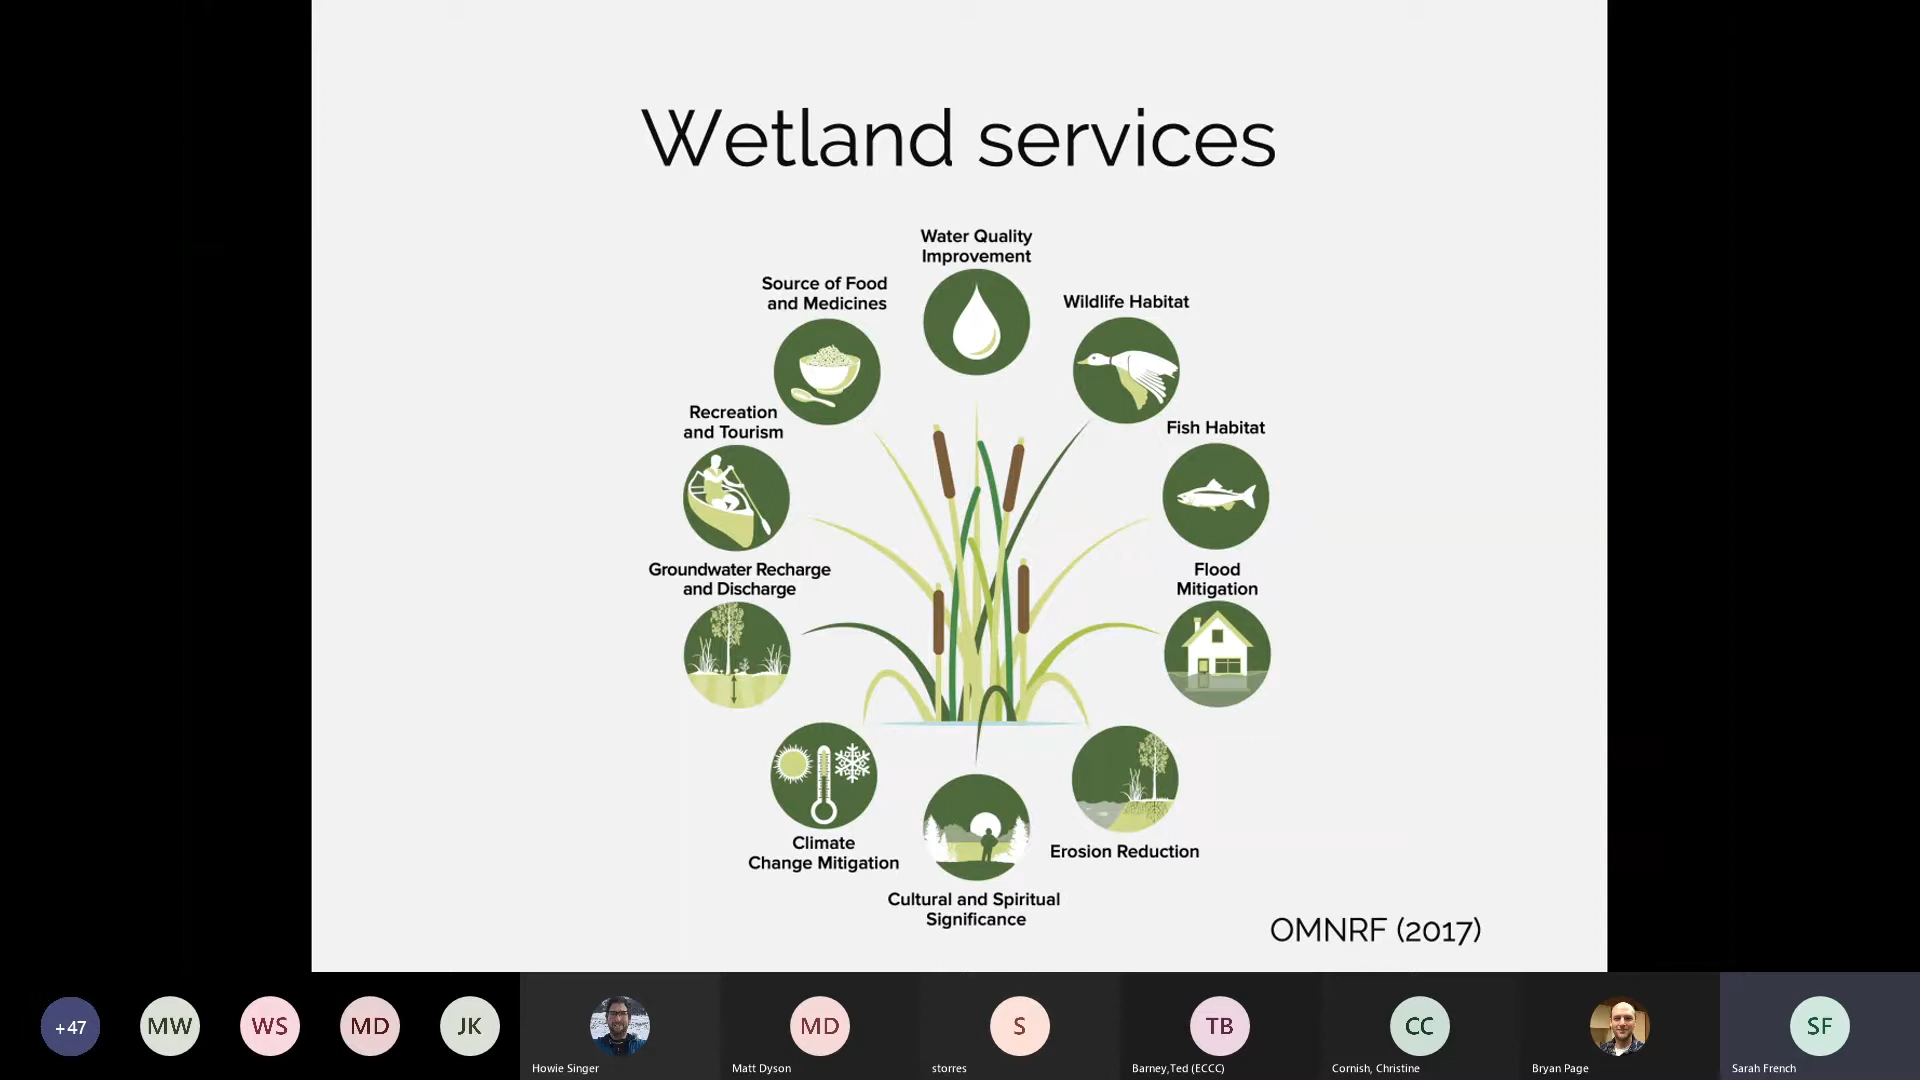 Wetland services
Water Quality
Improvement
Source of Food
and Medicines
Wildlife Habitat
Recreation
and Tourism
Fish Habitat
Groundwater Recharge
and Discharge
Flood
Mitigation
Climate
Change Mitigation
Erosion Reduction
Cultural and Spiritual
Significance
OMNRF (2017)
+47
MW
WS
MD
JK
Howie Singer
MD
Matt Dyson
S
storres
TB
Barney,Ted (ECCC)
CC
Cornish, Christine
Bryan Page
SF
Sarah French